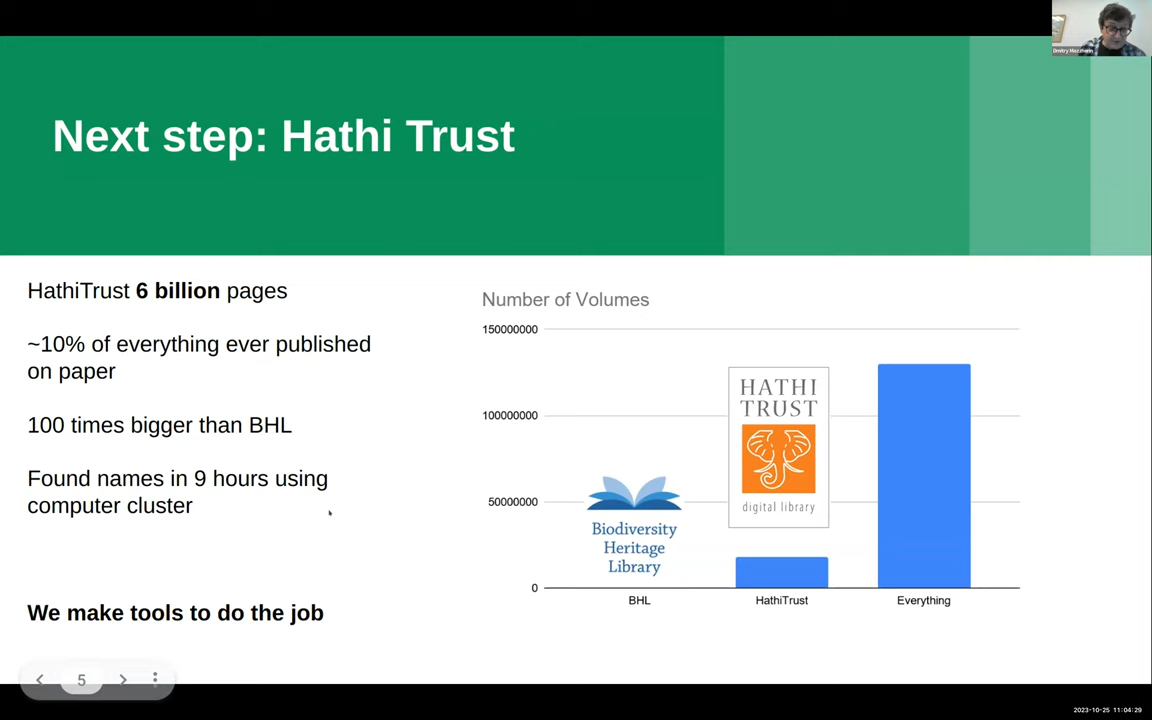 Dmitry Mozzherin
Next step: Hathi Trust
HathiTrust 6 billion pages
~10% of everything ever published
on paper
100 times bigger than BHL
Found names in 9 hours using
computer cluster
We make tools to do the job
Number of Volumes
150000000
100000000
50000000
0
Biodiversity
Heritage
Library
HATHI
TRUST
digital library
BHL
HathiTrust
Everything
5
2023-10-25 11:04:29